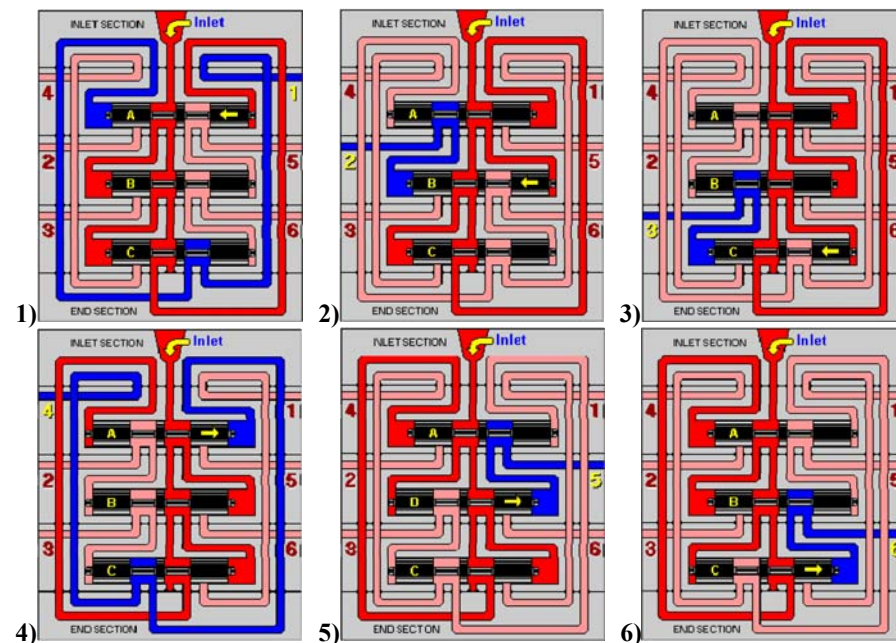 INLET SECTION Inlet
4 1
A
2 5
B
3 6
C
END SECTION
1)
INLET SECTION Inlet
4 1
A
2 5
B
3 6
C
END SECTION
2)
INLET SECTION Inlet
4 1
A
2 5
B
3 6
C
END SECTION
3)
INLET SECTION Inlet
4 1
A
2 5
B
3 6
C
END SECTION
4)
INLET SECTION Inlet
4 1
A
2 5
D
3 6
C
END SECT ON
5)
INLET SECTION Inlet
4 1
A
2 5
B
3 6
C
END SECTION
6)